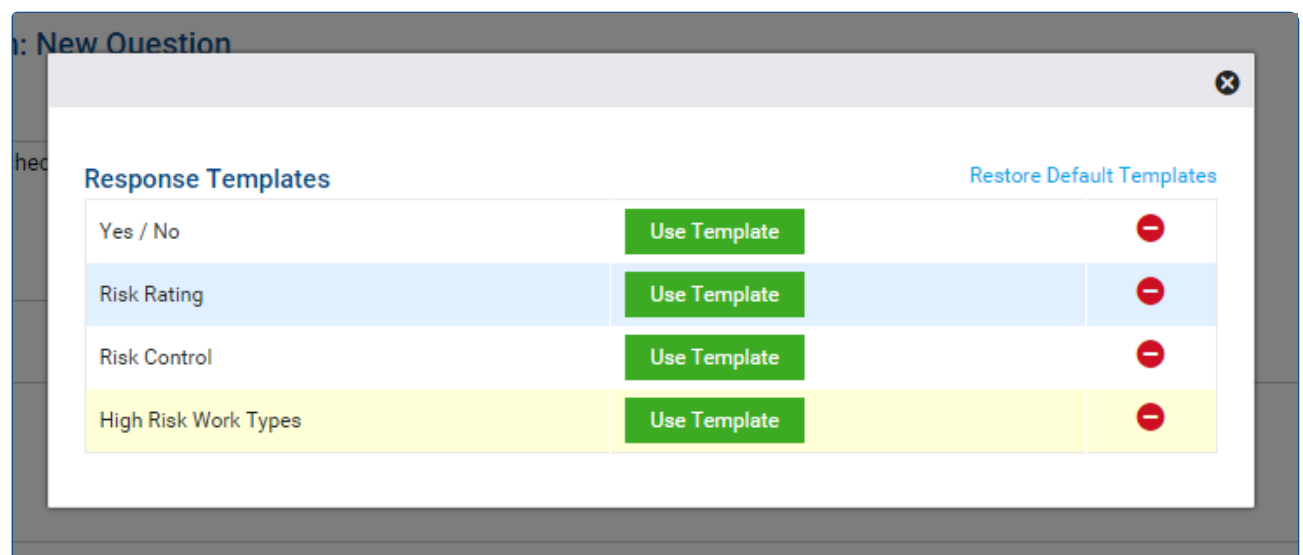 : New Question
hec
Response Templates
Restore Default Templates
Yes / No
Use Template
Risk Rating
Use Template
Risk Control
Use Template
High Risk Work Types
Use Template